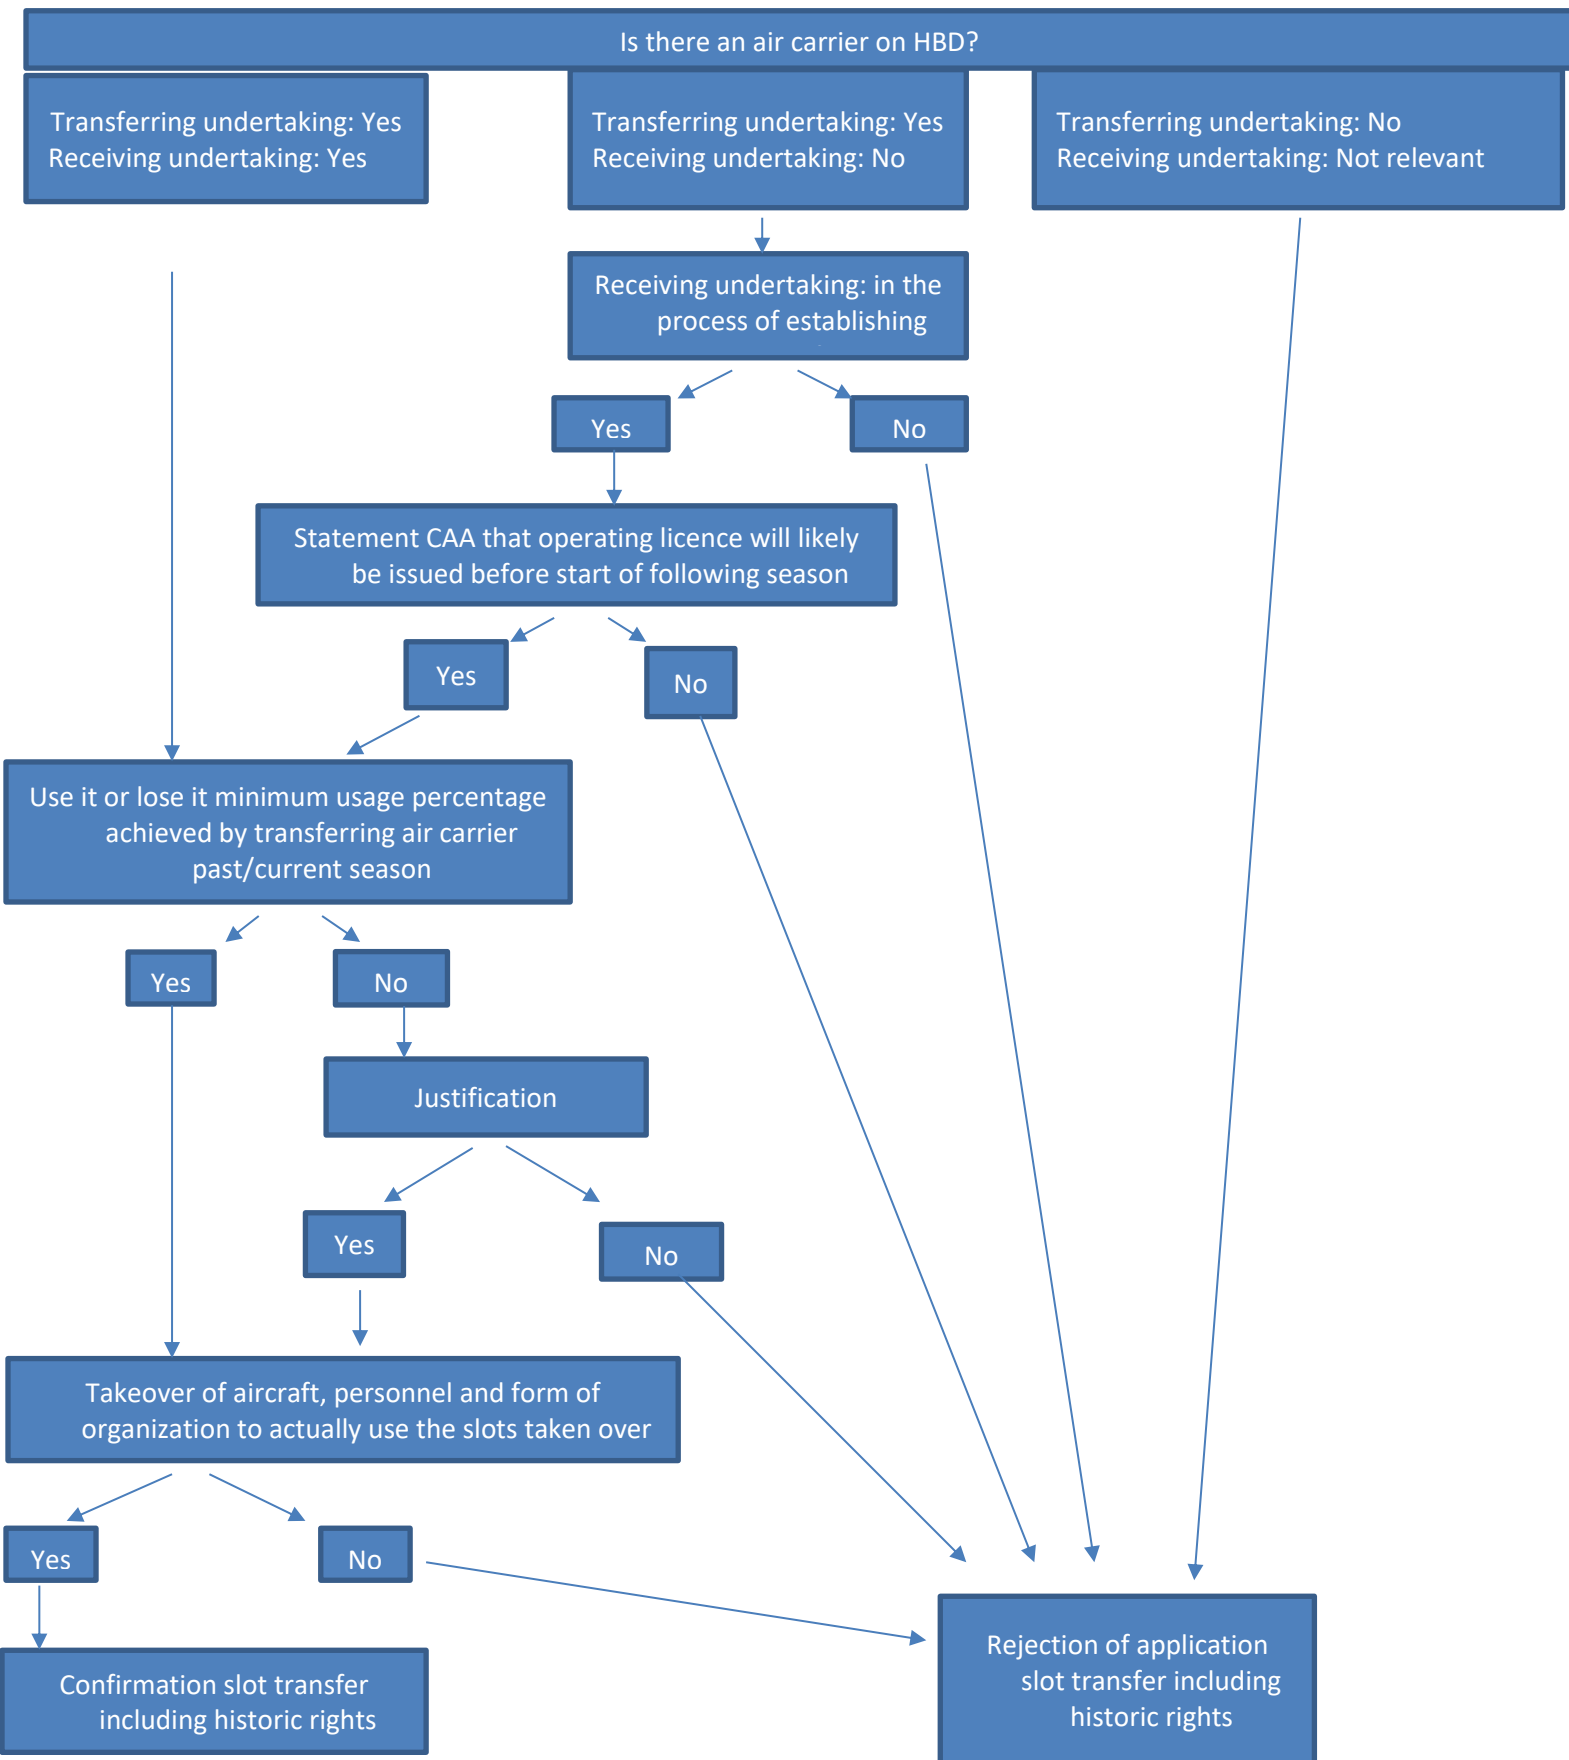 Is there an air carrier on HBD?
Transferring undertaking: Yes
Receiving undertaking: Yes
Transferring undertaking: Yes
Receiving undertaking: No
Transferring undertaking: No
Receiving undertaking: Not relevant
Receiving undertaking: in the
process of establishing
Yes
No
Statement CAA that operating licence will likely
be issued before start of following season
Yes
No
Use it or lose it minimum usage percentage
achieved by transferring air carrier
past/current season
Yes
No
Justification
Yes
No
Takeover of aircraft, personnel and form of
organization to actually use the slots taken over
Yes
No
Confirmation slot transfer
including historic rights
Rejection of application
slot transfer including
historic rights